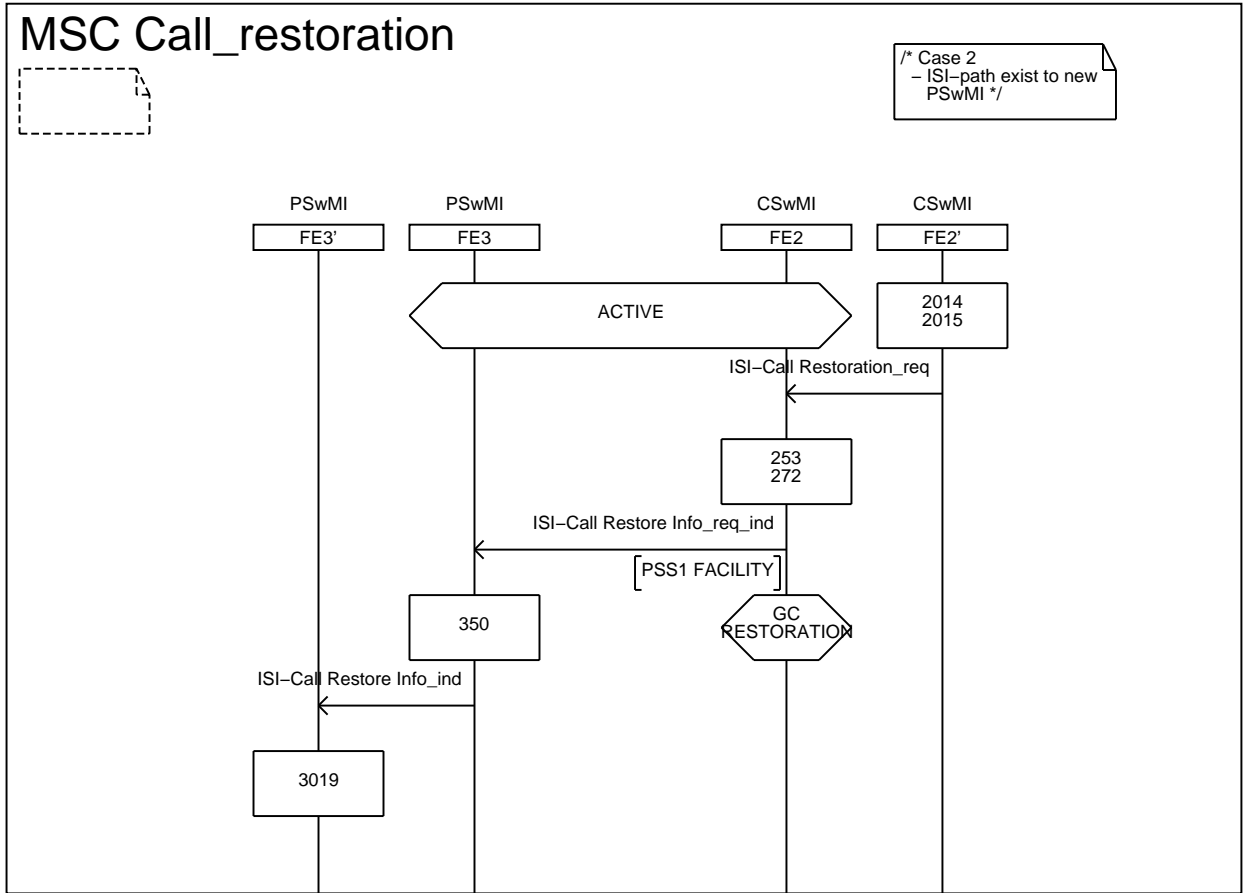 MSC Call_restoration
/* Case 2
– ISI–path exist to new
PSwMI */
PSwMI
PSwMI
CSwMI
CSwMI
FE3'
FE3
FE2
FE2'
ACTIVE
2014
2015
ISI–Call Restoration_req
253
272
ISI–Call Restore Info_req_ind
PSS1 FACILITY
350
GC
RESTORATION
ISI–Call Restore Info_ind
3019